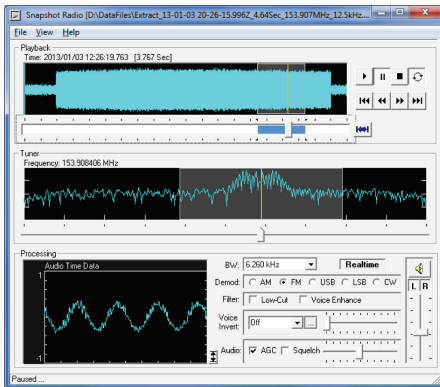 Snapshot Radio [D:\DataFiles\Extract_13-01-03 20-26-15.996Z_4.64Sec_153.907MHz_12.5kHz....
File View Help
Playback
Time: 2013/01/03 12:26:19.763 [3.767 Sec]
Tuner
Frequency: 153.908406 MHz
Processing
Audio Time Data
1
-1
BW: 6.260 kHz Realtime
Demod: AM FM USB LSB CW
Filter: Low-Cut Voice Enhance
Voice Invert: Off ...
Audio: AGC Squelch
L R
Paused ...